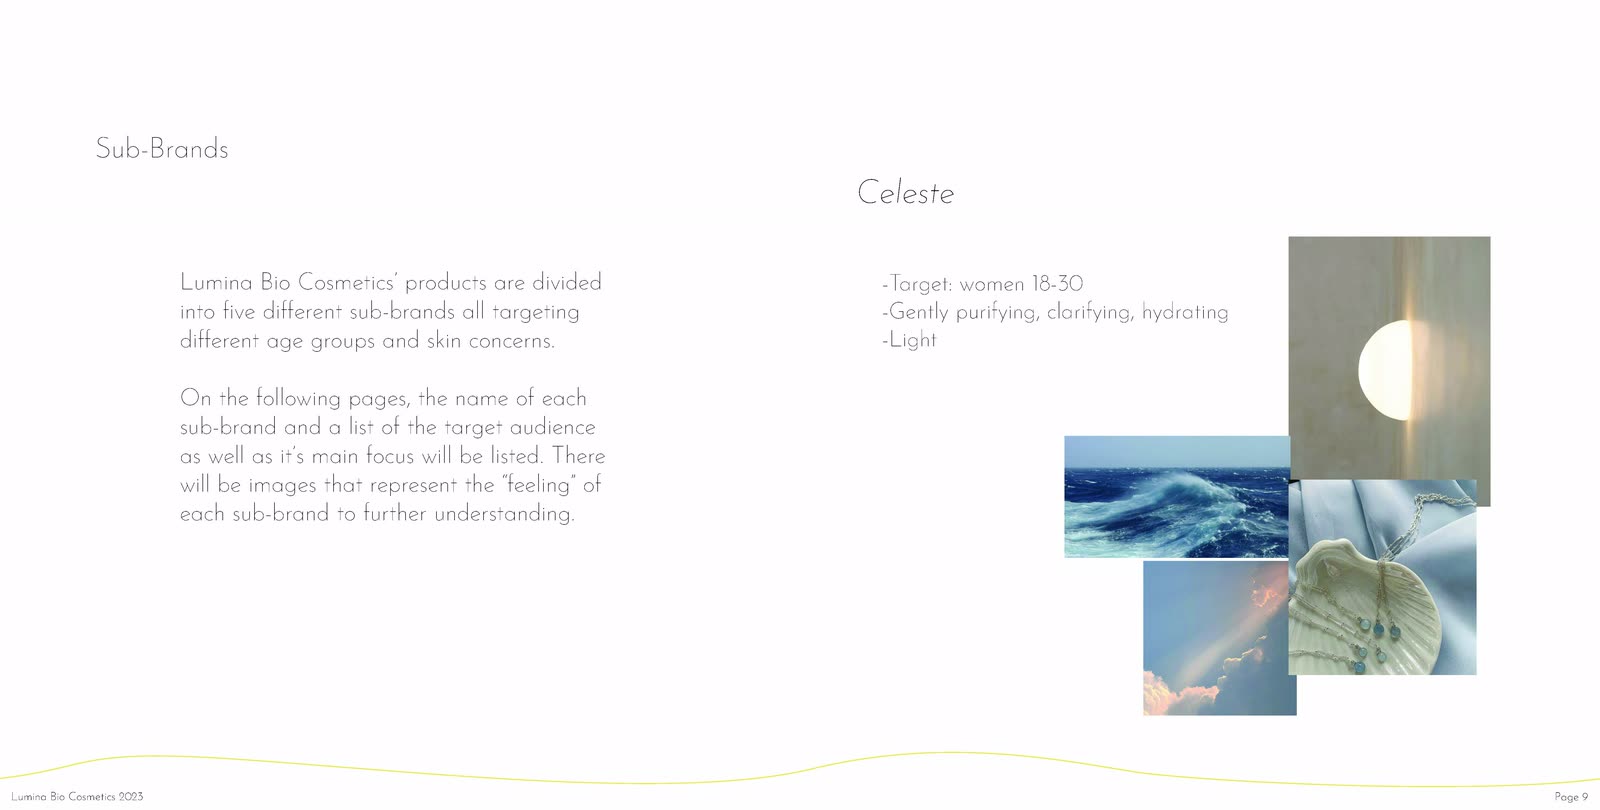 Sub-Brands
Lumina Bio Cosmetics’ products are divided
into five different sub-brands all targeting
different age groups and skin concerns.
On the following pages, the name of each
sub-brand and a list of the target audience
as well as it’s main focus will be listed. There
will be images that represent the “feeling” of
each sub-brand to further understanding.
Celeste
-Target: women 18-30
-Gently purifying, clarifying, hydrating
-Light
Lumina Bio Cosmetics 2023
Page 9